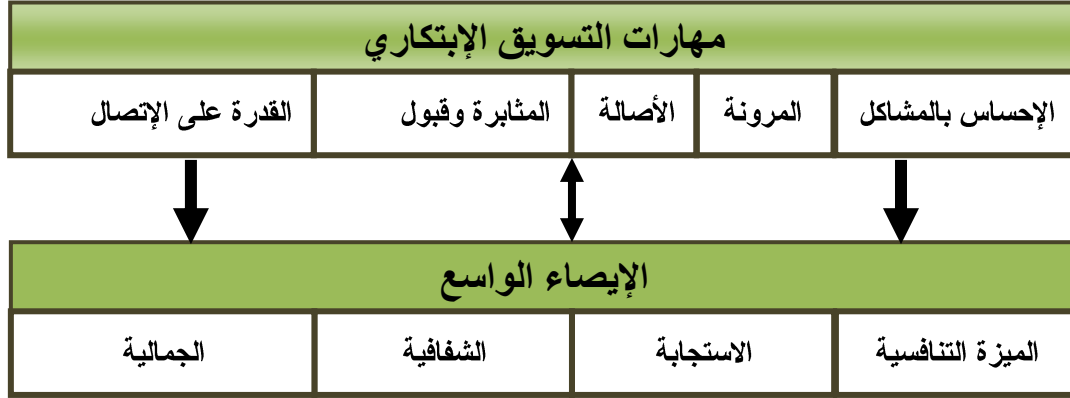 مهارات التسويق الإبتكاري
الإحساس بالمشاكل المرونة الأصالة المثابرة وقبول القدرة على الإتصال
الإيصاء الواسع
الميزة التنافسية الاستجابة الشفافية الجمالية